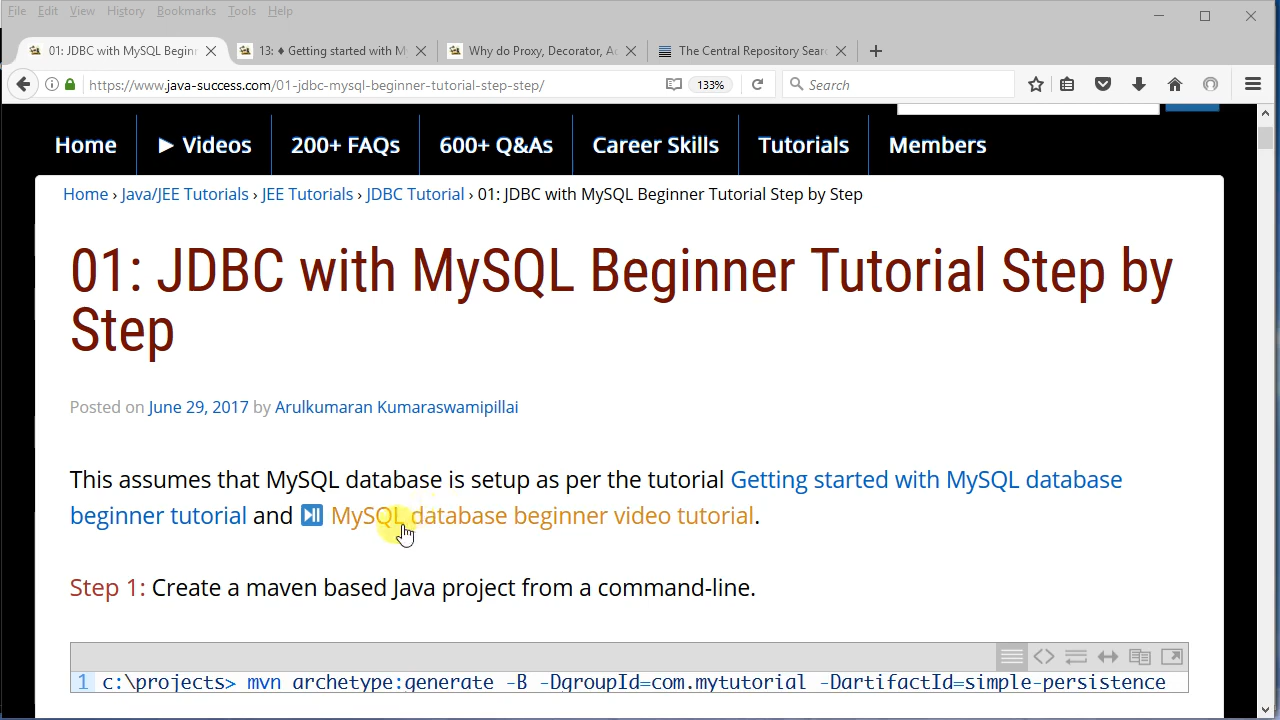 File Edit View History Bookmarks Tools Help
01: JDBC with MySQL Beginr
13: ♦ Getting started with M
Why do Proxy, Decorator, A
The Central Repository Sear
https://www.java-success.com/01-jdbc-mysql-beginner-tutorial-step-step/
133%
Search
Home
► Videos
200+ FAQs
600+ Q&As
Career Skills
Tutorials
Members
Home › Java/JEE Tutorials › JEE Tutorials › JDBC Tutorial › 01: JDBC with MySQL Beginner Tutorial Step by Step
01: JDBC with MySQL Beginner Tutorial Step by
Step
Posted on June 29, 2017 by Arulkumaran Kumaraswamipillai
This assumes that MySQL database is setup as per the tutorial Getting started with MySQL database
beginner tutorial and MySQL database beginner video tutorial.
Step 1: Create a maven based Java project from a command-line.
1 c:\projects> mvn archetype:generate -B -DgroupId=com.mytutorial -DartifactId=simple-persistence